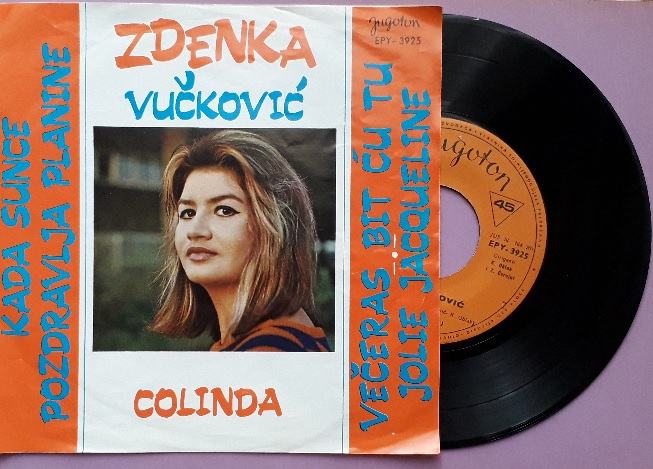 KADA SUNCE
POZDRAVLJA PLANINE
ZDENKA
VUČKOVIĆ
COLINDA
Jugoton
EPY-3925
VEČERAS BIT ĆU TU
JOLIE JACQUELINE
Jugoton
45
EPY-3925
OVIĆ